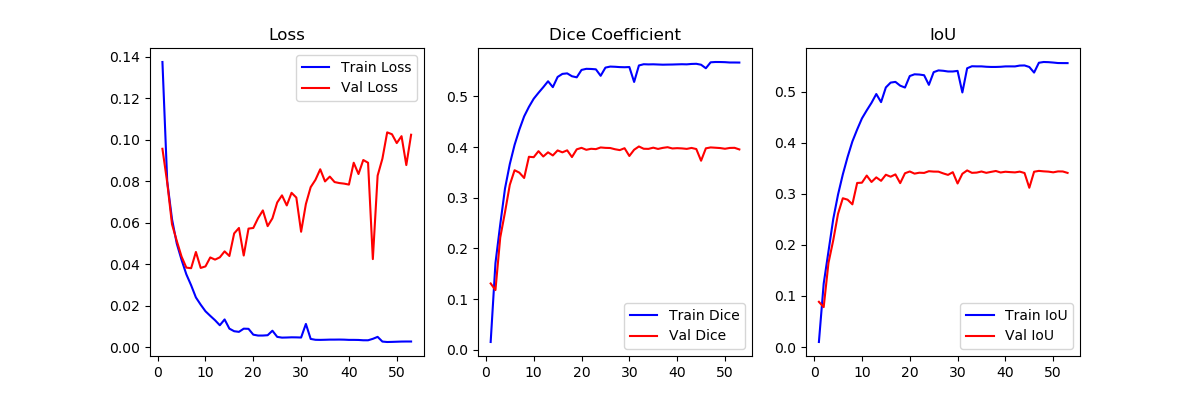 Loss
0.14
0.12
0.10
0.08
0.06
0.04
0.02
0.00
0 10 20 30 40 50
Train Loss
Val Loss
Dice Coefficient
0.5
0.4
0.3
0.2
0.1
0.0
0 10 20 30 40 50
Train Dice
Val Dice
IoU
0.5
0.4
0.3
0.2
0.1
0.0
0 10 20 30 40 50
Train IoU
Val IoU